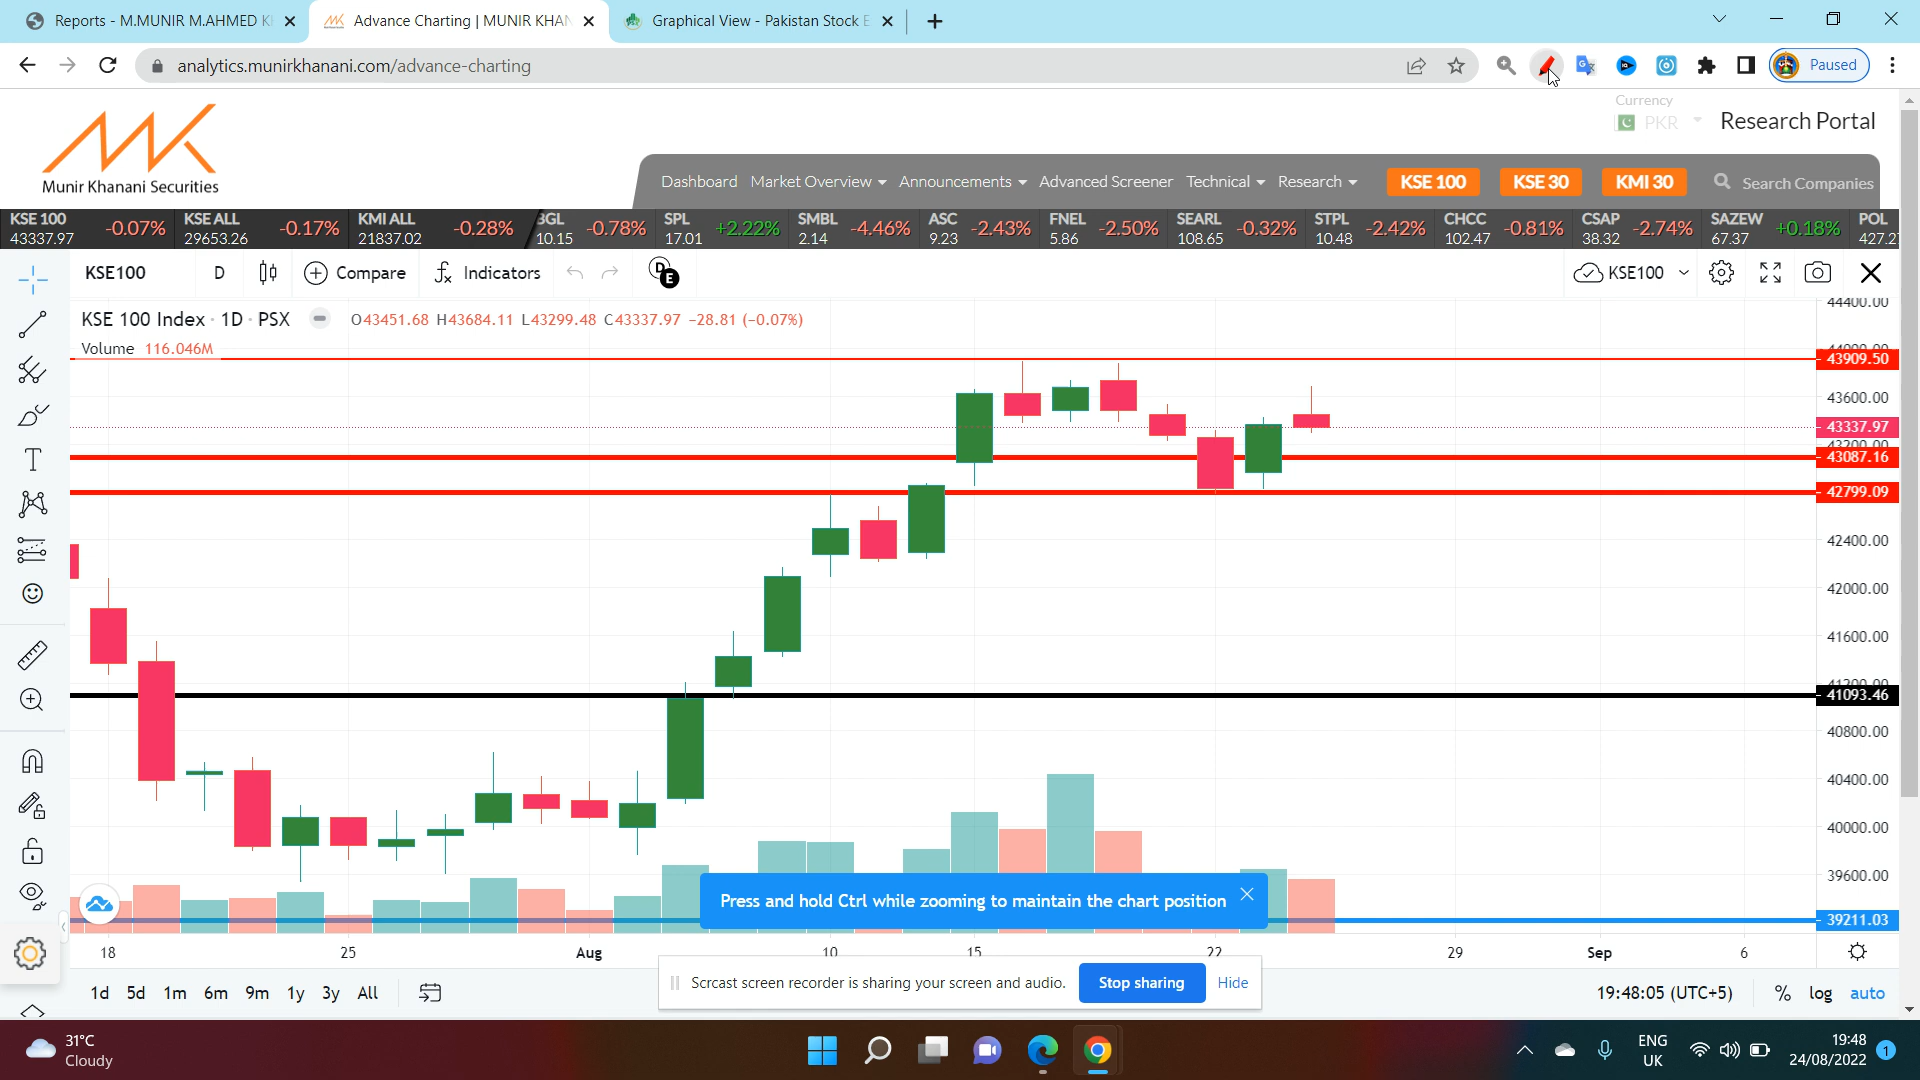 Reports - M.MUNIR M.AHMED K
Advance Charting | MUNIR KHAN
Graphical View - Pakistan Stock E
analytics.munirkhanani.com/advance-charting
Paused
Munir Khanani Securities
Currency
PKR
Research Portal
Dashboard Market Overview Announcements Advanced Screener Technical Research KSE 100 KSE 30 KMI 30 Search Companies
KSE 100 43337.97 -0.07%
KSE ALL 29653.26 -0.17%
KMI ALL 21837.02 -0.28%
BGL 10.15 -0.78%
SPL 17.01 +2.22%
SMBL 2.14 -4.46%
ASC 9.23 -2.43%
FNEL 5.86 -2.50%
SEARL 108.65 -0.32%
STPL 10.48 -2.42%
CHCC 102.47 -0.81%
CSAP 38.32 -2.74%
SAZEW 67.37 +0.18%
POL 427.2
KSE100 D Compare Indicators D E KSE100
KSE 100 Index · 1D · PSX O43451.68 H43684.11 L43299.48 C43337.97 -28.81 (-0.07%)
Volume 116.046M
44400.00
44000.00
43909.50
43600.00
43337.97
43200.00
43087.16
42799.09
42400.00
42000.00
41600.00
41200.00
41093.46
40800.00
40400.00
40000.00
39600.00
39211.03
Press and hold Ctrl while zooming to maintain the chart position
18 25 Aug 10 15 22 29 Sep 6
1d 5d 1m 6m 9m 1y 3y All
Scrcast screen recorder is sharing your screen and audio. Stop sharing Hide
19:48:05 (UTC+5) % log auto
31°C
Cloudy
ENG
UK
19:48
24/08/2022
1